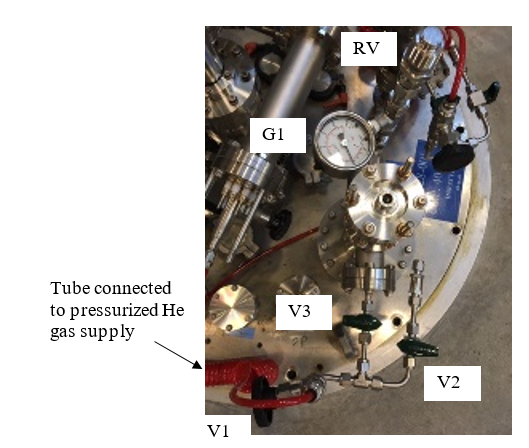 RV
G1
Tube connected
to pressurized He
gas supply
V3
V2
V1